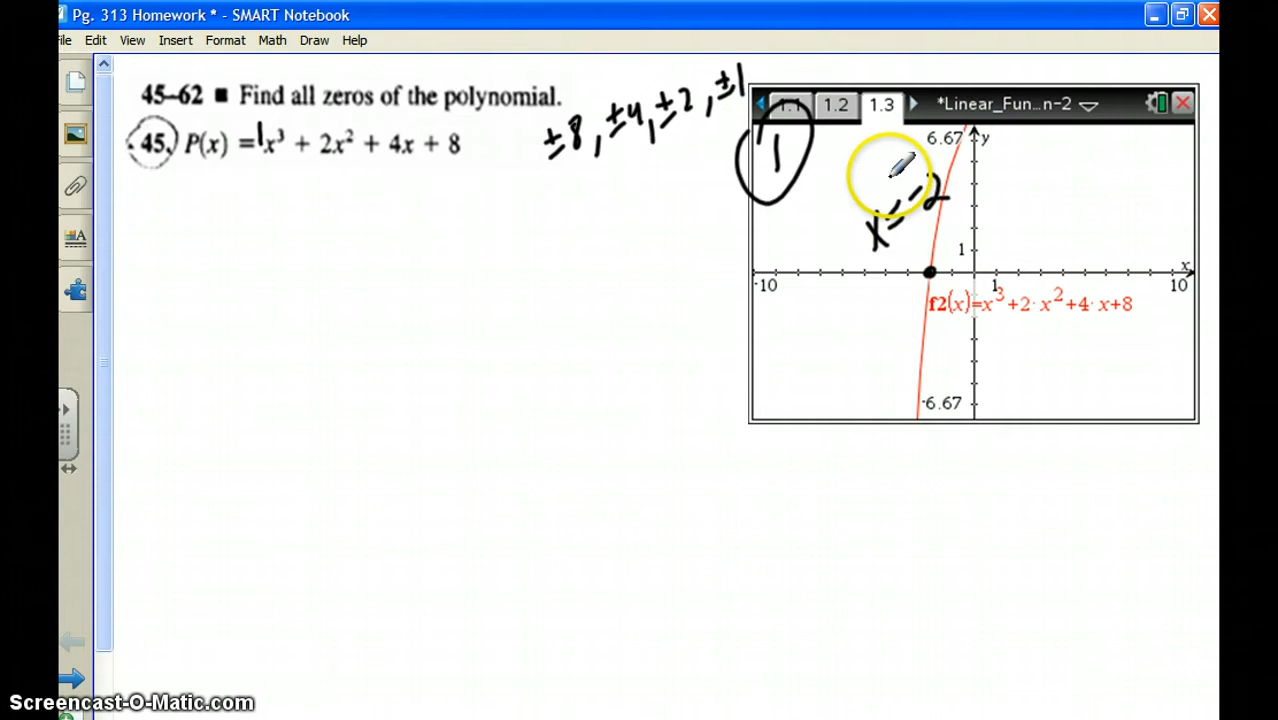 Pg. 313 Homework * - SMART Notebook
File Edit View Insert Format Math Draw Help
45–62 ■ Find all zeros of the polynomial.
45. P(x) = 1x³ + 2x² + 4x + 8
±8, ±4, ±2, ±1
1.1 1.2 1.3 *Linear_Fun...n-2
1
6.67 y
x = -2
1
x
-10 1 10
f2(x)=x³+2·x²+4·x+8
-6.67
Screencast-O-Matic.com